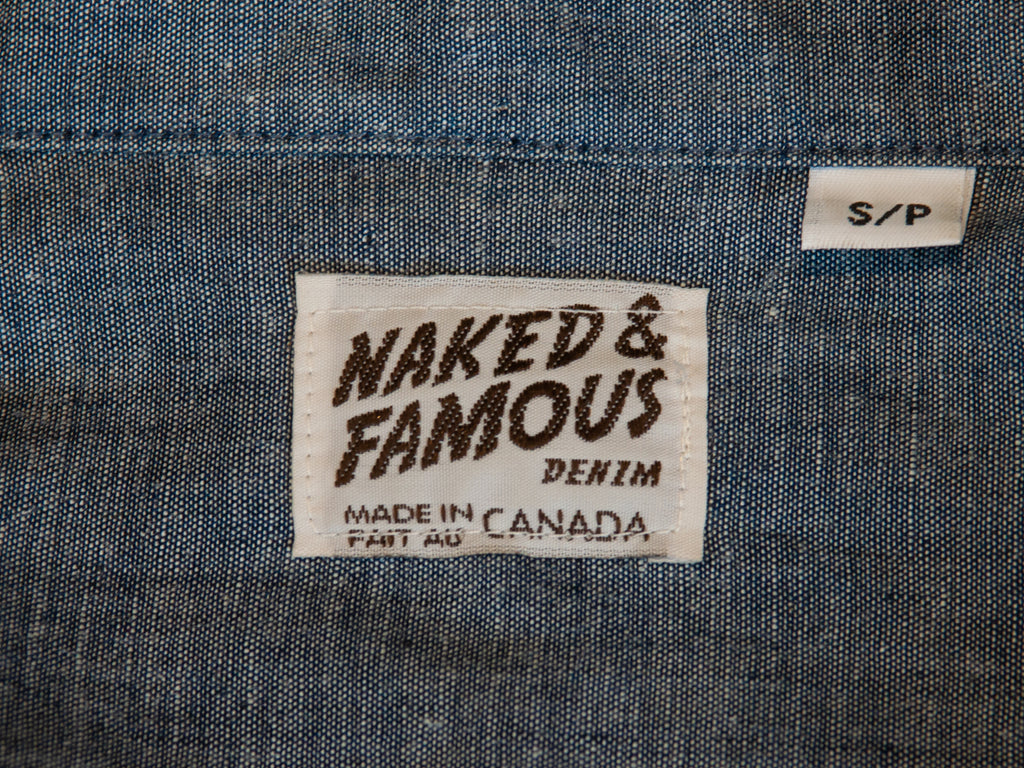 S/P
NAKED &
FAMOUS
DENIM
MADE IN CANADA
FAIT AU